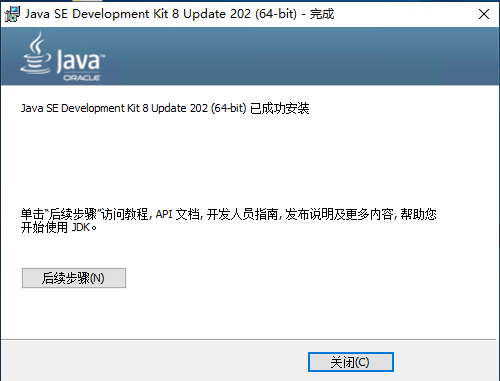 Java SE Development Kit 8 Update 202 (64-bit) - 完成
Java™
ORACLE
Java SE Development Kit 8 Update 202 (64-bit) 已成功安装
单击“后续步骤”访问教程, API 文档, 开发人员指南, 发布说明及更多内容, 帮助您
开始使用 JDK。
后续步骤(N)
关闭(C)